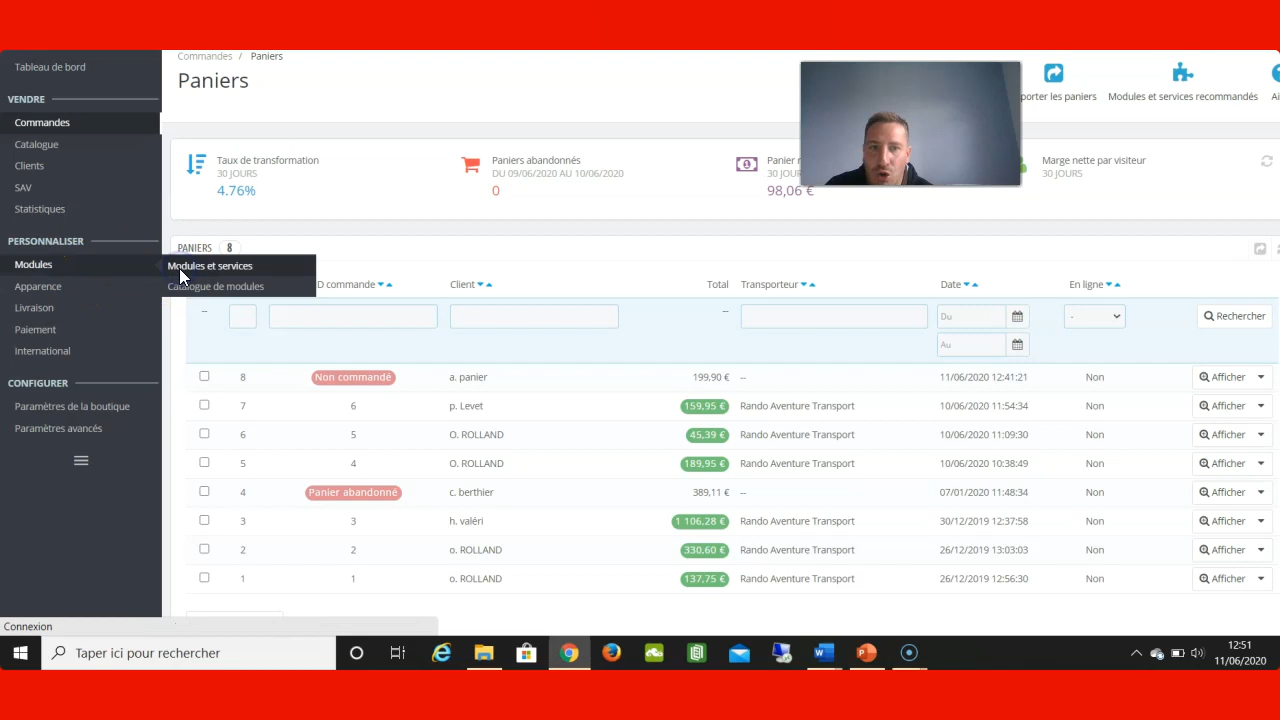 Commandes / Paniers
Paniers
porter les paniers
Modules et services recommandés
Ai
Tableau de bord
VENDRE
Commandes
Catalogue
Clients
SAV
Statistiques
PERSONNALISER
Modules
Apparence
Livraison
Paiement
International
CONFIGURER
Paramètres de la boutique
Paramètres avancés
Modules et services
Catalogue de modules
Taux de transformation
30 JOURS
4.76%
Paniers abandonnés
DU 09/06/2020 AU 10/06/2020
0
Panier
30 JOU
98,06 €
Marge nette par visiteur
30 JOURS
PANIERS 8
D commande Client Total Transporteur Date En ligne
-- -- Du - Rechercher
Au
8 Non commandé a. panier 199,90 € -- 11/06/2020 12:41:21 Non Afficher
7 6 p. Levet 159,95 € Rando Aventure Transport 10/06/2020 11:54:34 Non Afficher
6 5 O. ROLLAND 45,39 € Rando Aventure Transport 10/06/2020 11:09:30 Non Afficher
5 4 O. ROLLAND 189,95 € Rando Aventure Transport 10/06/2020 10:38:49 Non Afficher
4 Panier abandonné c. berthier 389,11 € -- 07/01/2020 11:48:34 Non Afficher
3 3 h. valéri 1 106,28 € Rando Aventure Transport 30/12/2019 12:37:58 Non Afficher
2 2 o. ROLLAND 330,60 € Rando Aventure Transport 26/12/2019 13:03:03 Non Afficher
1 1 o. ROLLAND 137,75 € Rando Aventure Transport 26/12/2019 12:56:30 Non Afficher
Connexion
Taper ici pour rechercher
12:51
11/06/2020